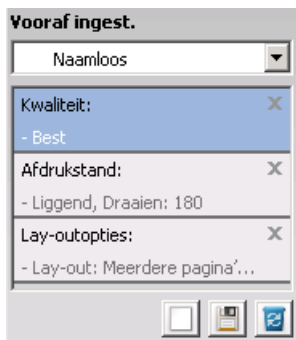 Vooraf ingest.
Naamloos
Kwaliteit:
- Best
Afdrukstand:
- Liggend, Draaien: 180
Lay-outopties:
- Lay-out: Meerdere pagina'...